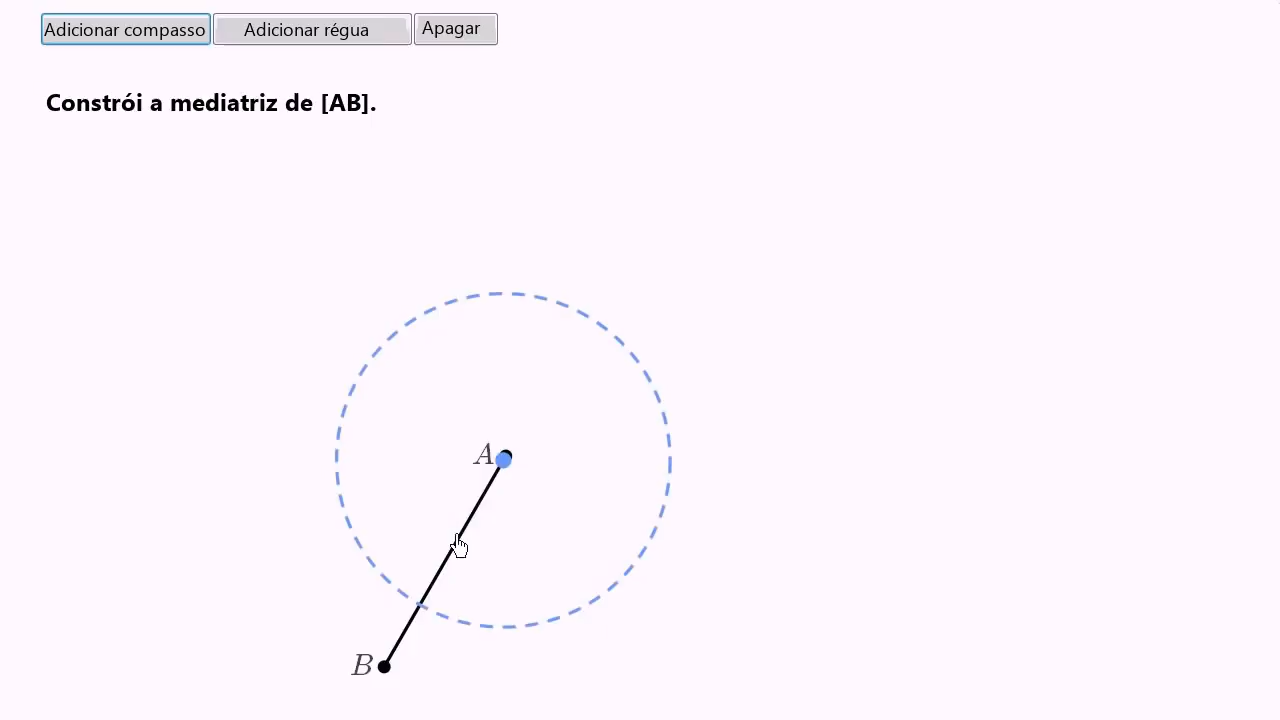 Adicionar compasso Adicionar régua Apagar
Constrói a mediatriz de [AB].
A
B